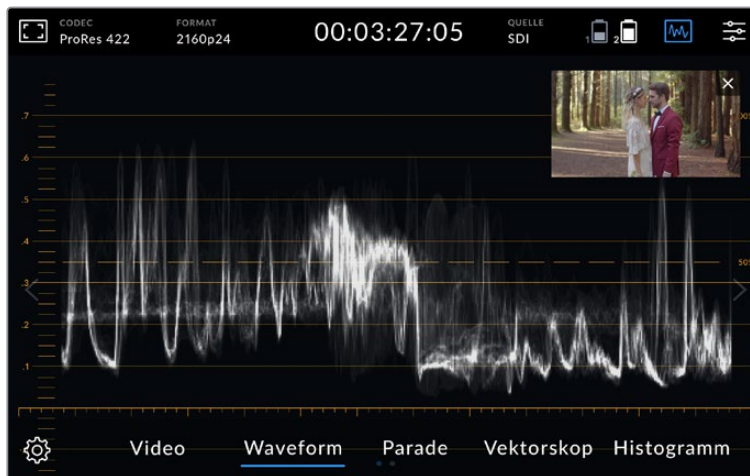 CODEC FORMAT QUELLE
ProRes 422 2160p24 00:03:27:05 SDI 1 2
.7
.6
.5
.4
50
.3
.2
.1
Video Waveform Parade Vektorskop Histogramm